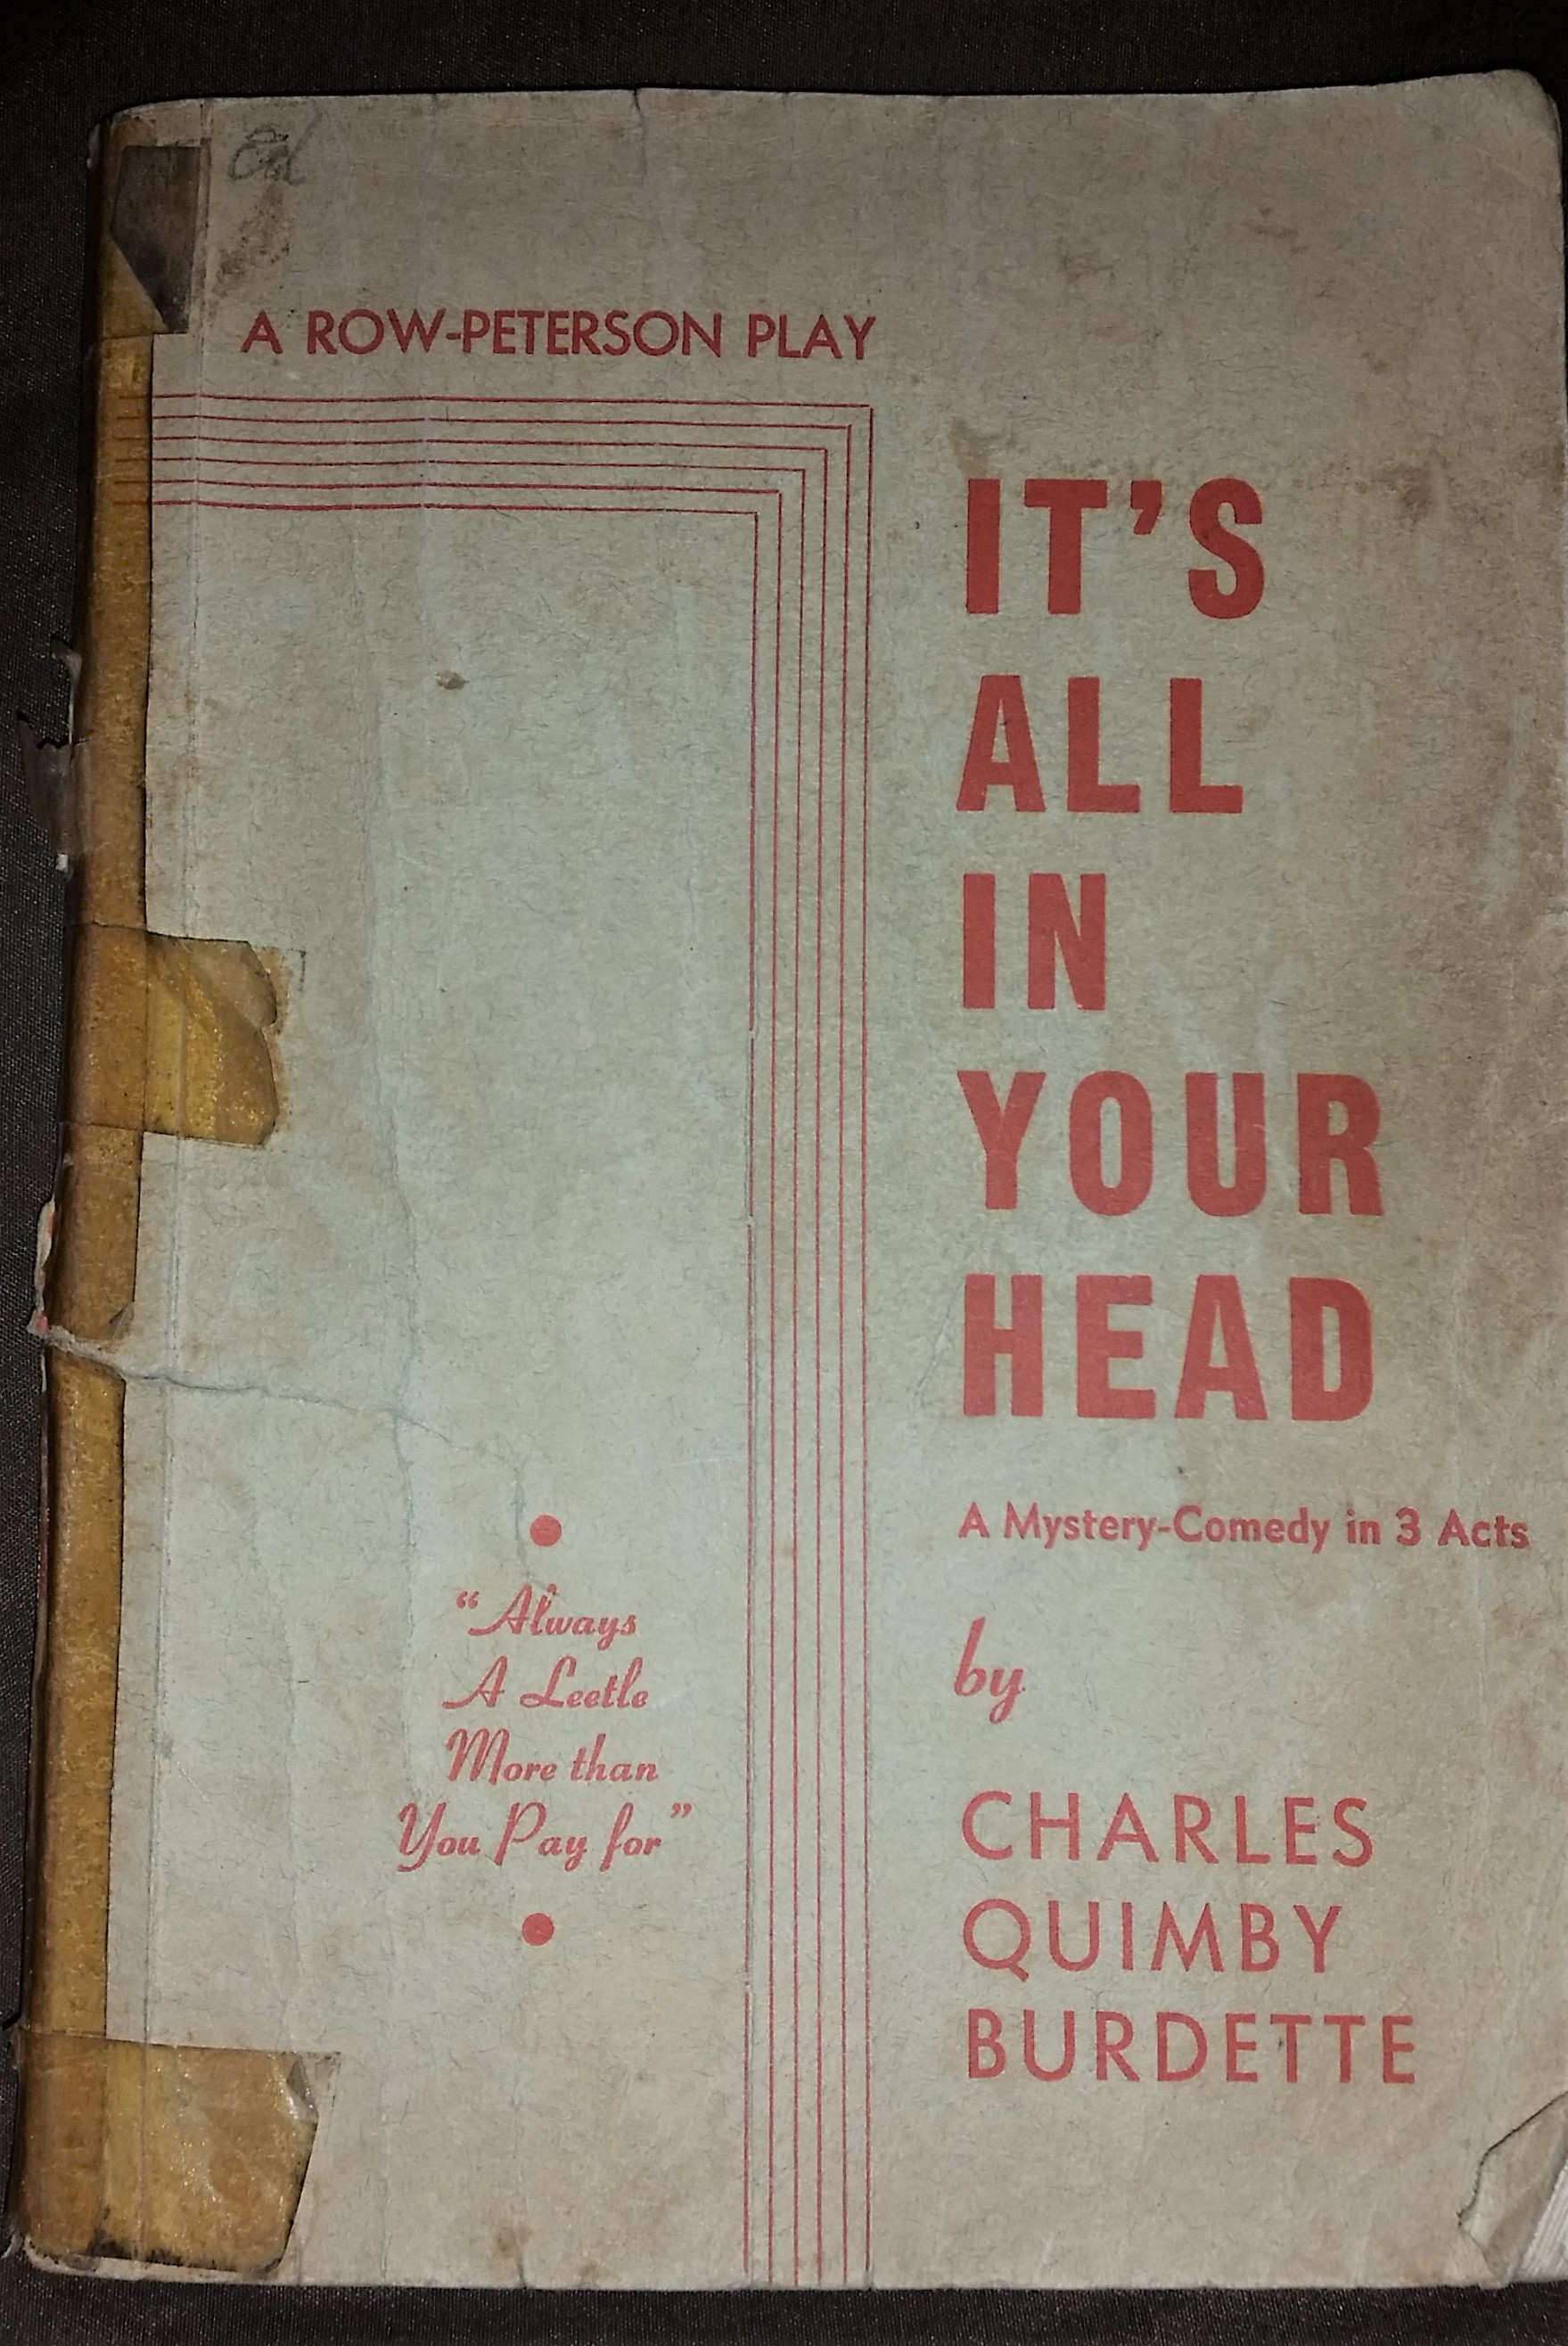 Ed
A ROW-PETERSON PLAY
IT'S
ALL
IN
YOUR
HEAD
A Mystery-Comedy in 3 Acts
by
CHARLES
QUIMBY
BURDETTE
“Always
A Leetle
More than
You Pay for”